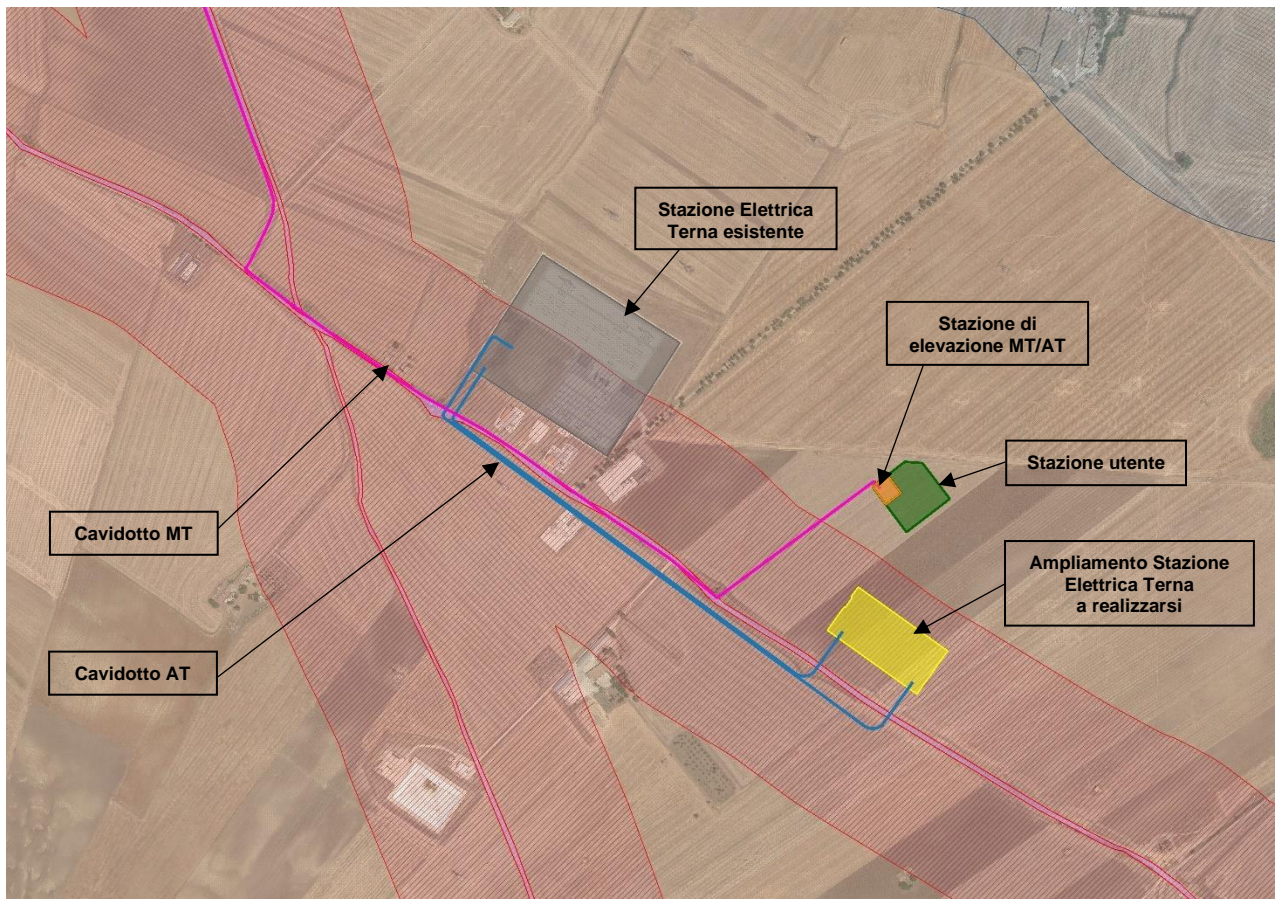 Stazione Elettrica
Terna esistente
Stazione di
elevazione MT/AT
Stazione utente
Cavidotto MT
Ampliamento Stazione
Elettrica Terna
a realizzarsi
Cavidotto AT